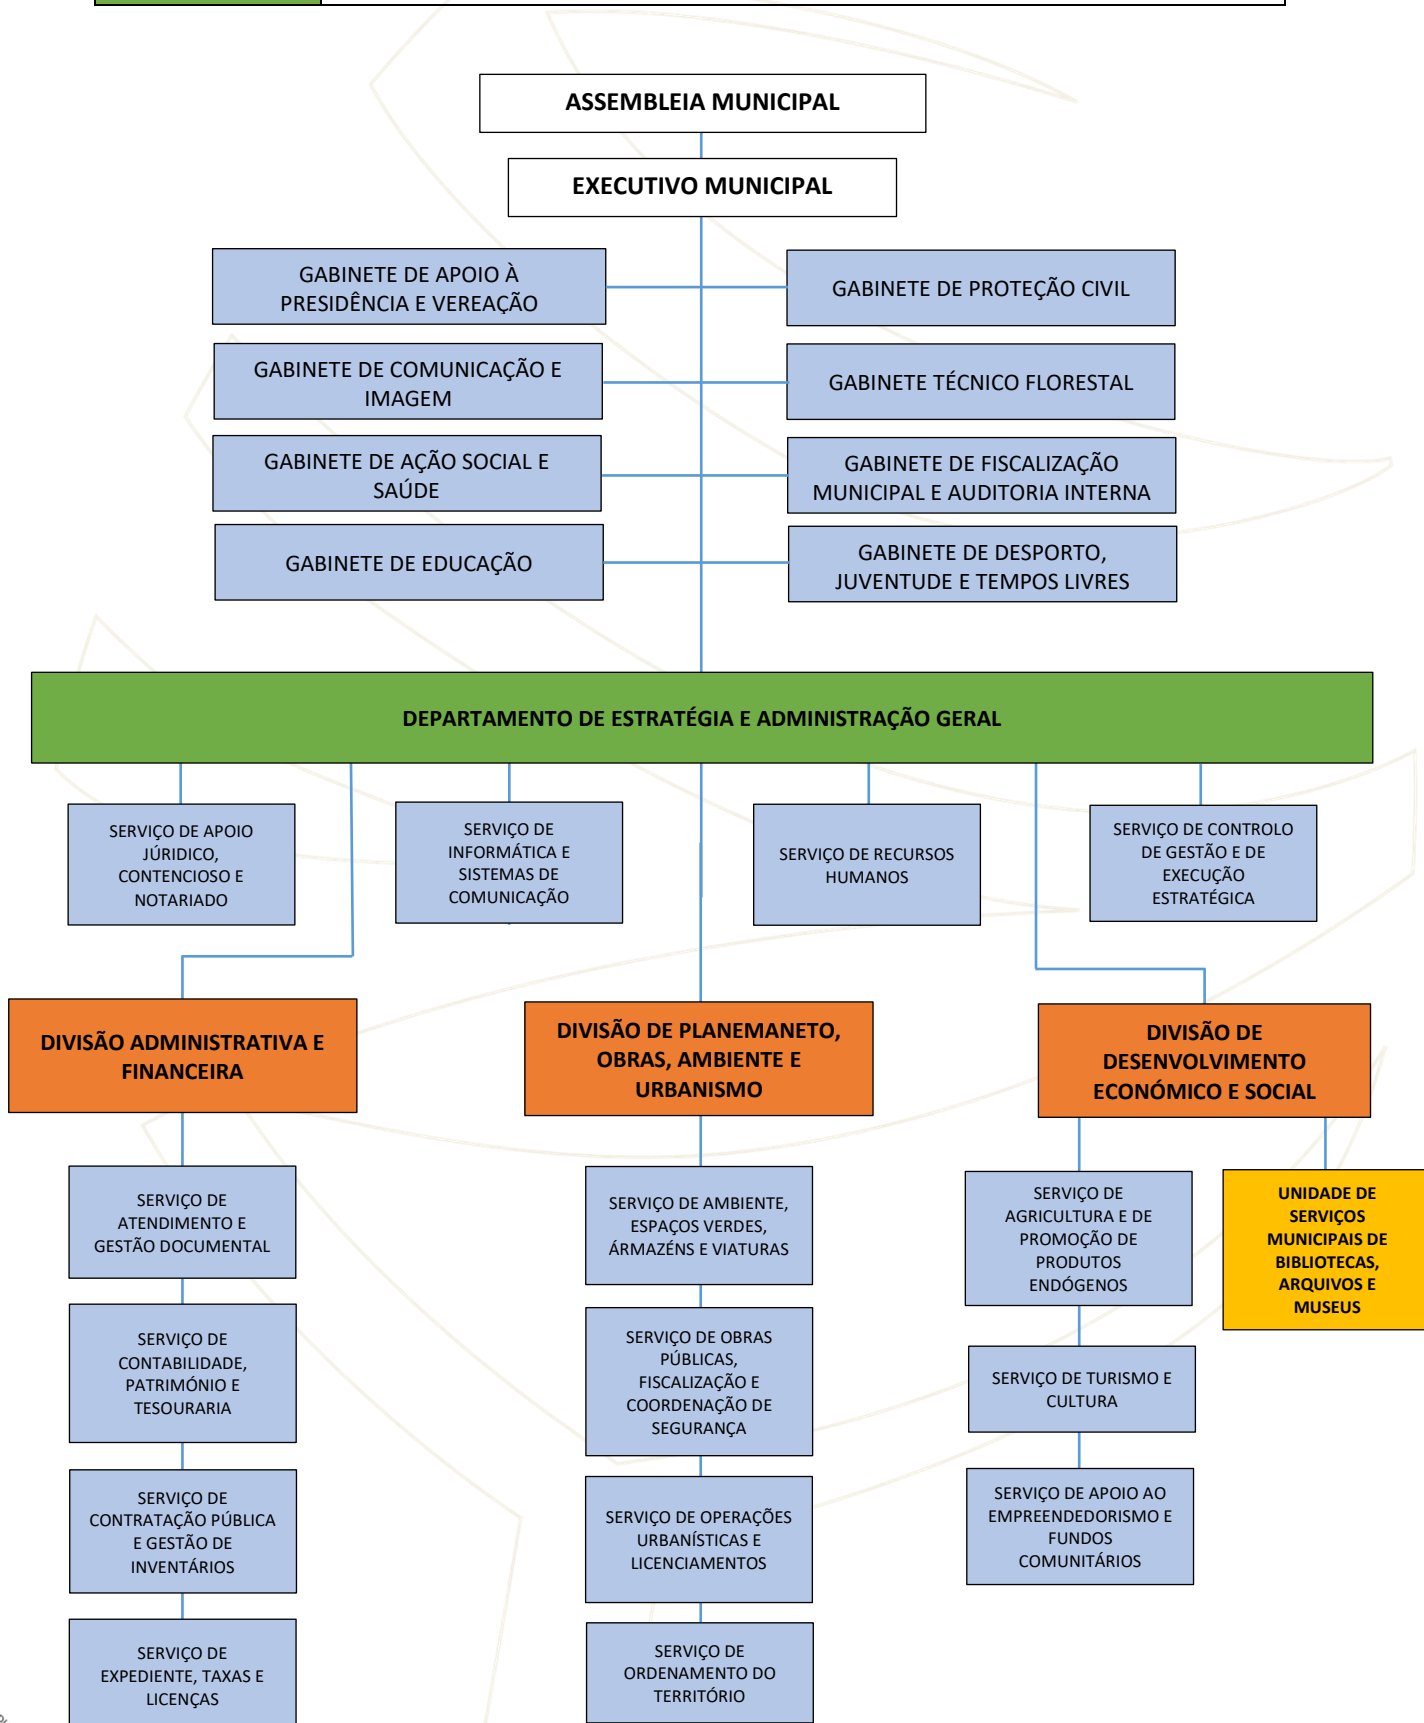 ASSEMBLEIA MUNICIPAL
EXECUTIVO MUNICIPAL
GABINETE DE APOIO À
PRESIDÊNCIA E VEREAÇÃO
GABINETE DE PROTEÇÃO CIVIL
GABINETE DE COMUNICAÇÃO E
IMAGEM
GABINETE TÉCNICO FLORESTAL
GABINETE DE AÇÃO SOCIAL E
SAÚDE
GABINETE DE FISCALIZAÇÃO
MUNICIPAL E AUDITORIA INTERNA
GABINETE DE EDUCAÇÃO
GABINETE DE DESPORTO,
JUVENTUDE E TEMPOS LIVRES
DEPARTAMENTO DE ESTRATÉGIA E ADMINISTRAÇÃO GERAL
SERVIÇO DE APOIO
JÚRIDICO,
CONTENCIOSO E
NOTARIADO
SERVIÇO DE
INFORMÁTICA E
SISTEMAS DE
COMUNICAÇÃO
SERVIÇO DE RECURSOS
HUMANOS
SERVIÇO DE CONTROLO
DE GESTÃO E DE
EXECUÇÃO
ESTRATÉGICA
DIVISÃO ADMINISTRATIVA E
FINANCEIRA
DIVISÃO DE PLANEMANETO,
OBRAS, AMBIENTE E
URBANISMO
DIVISÃO DE
DESENVOLVIMENTO
ECONÓMICO E SOCIAL
SERVIÇO DE
ATENDIMENTO E
GESTÃO DOCUMENTAL
SERVIÇO DE
CONTABILIDADE,
PATRIMÓNIO E
TESOURARIA
SERVIÇO DE
CONTRATAÇÃO PÚBLICA
E GESTÃO DE
INVENTÁRIOS
SERVIÇO DE
EXPEDIENTE, TAXAS E
LICENÇAS
SERVIÇO DE AMBIENTE,
ESPAÇOS VERDES,
ÁRMAZÉNS E VIATURAS
SERVIÇO DE OBRAS
PÚBLICAS,
FISCALIZAÇÃO E
COORDENAÇÃO DE
SEGURANÇA
SERVIÇO DE OPERAÇÕES
URBANÍSTICAS E
LICENCIAMENTOS
SERVIÇO DE
ORDENAMENTO DO
TERRITÓRIO
SERVIÇO DE
AGRICULTURA E DE
PROMOÇÃO DE
PRODUTOS
ENDÓGENOS
SERVIÇO DE TURISMO E
CULTURA
SERVIÇO DE APOIO AO
EMPREENDEDORISMO E
FUNDOS
COMUNITÁRIOS
UNIDADE DE
SERVIÇOS
MUNICIPAIS DE
BIBLIOTECAS,
ARQUIVOS E
MUSEUS